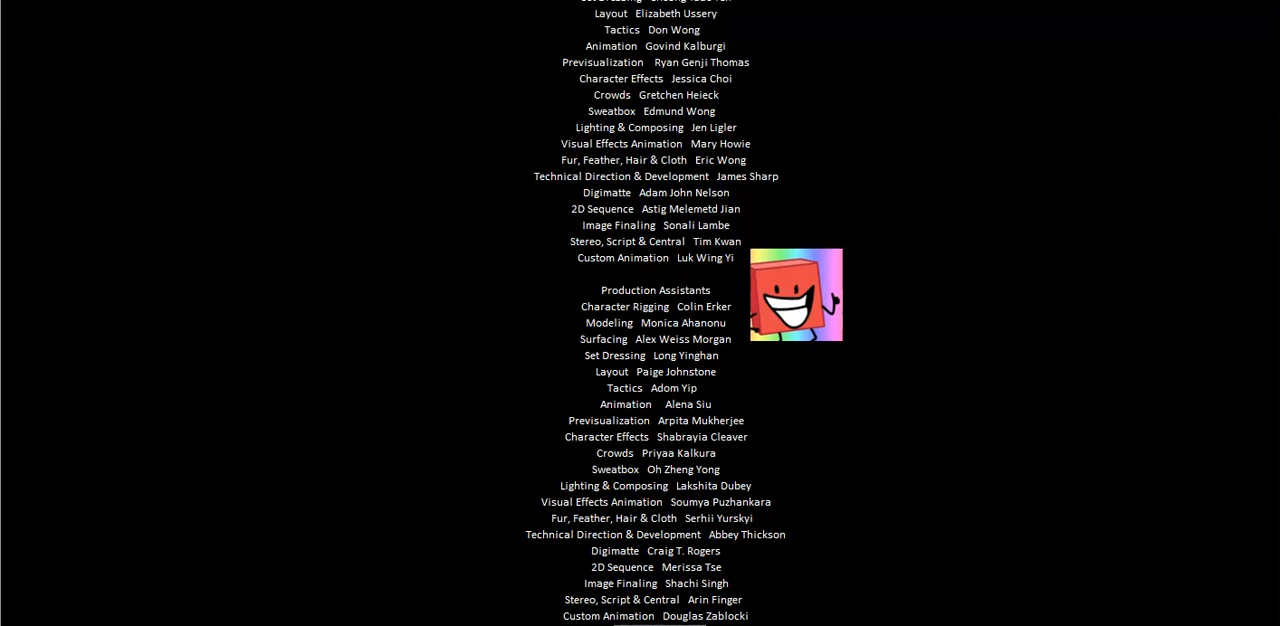 Layout Elizabeth Ussery
Tactics Don Wong
Animation Govind Kalburgi
Previsualization Ryan Genji Thomas
Character Effects Jessica Choi
Crowds Gretchen Heieck
Sweatbox Edmund Wong
Lighting & Composing Jen Ligler
Visual Effects Animation Mary Howie
Fur, Feather, Hair & Cloth Eric Wong
Technical Direction & Development James Sharp
Digimatte Adam John Nelson
2D Sequence Astig Melemetd Jian
Image Finaling Sonali Lambe
Stereo, Script & Central Tim Kwan
Custom Animation Luk Wing Yi
Production Assistants
Character Rigging Colin Erker
Modeling Monica Ahanonu
Surfacing Alex Weiss Morgan
Set Dressing Long Yinghan
Layout Paige Johnstone
Tactics Adom Yip
Animation Alena Siu
Previsualization Arpita Mukherjee
Character Effects Shabrayia Cleaver
Crowds Priyaa Kalkura
Sweatbox Oh Zheng Yong
Lighting & Composing Lakshita Dubey
Visual Effects Animation Soumya Puzhankara
Fur, Feather, Hair & Cloth Serhii Yurskyi
Technical Direction & Development Abbey Thickson
Digimatte Craig T. Rogers
2D Sequence Merissa Tse
Image Finaling Shachi Singh
Stereo, Script & Central Arin Finger
Custom Animation Douglas Zablocki